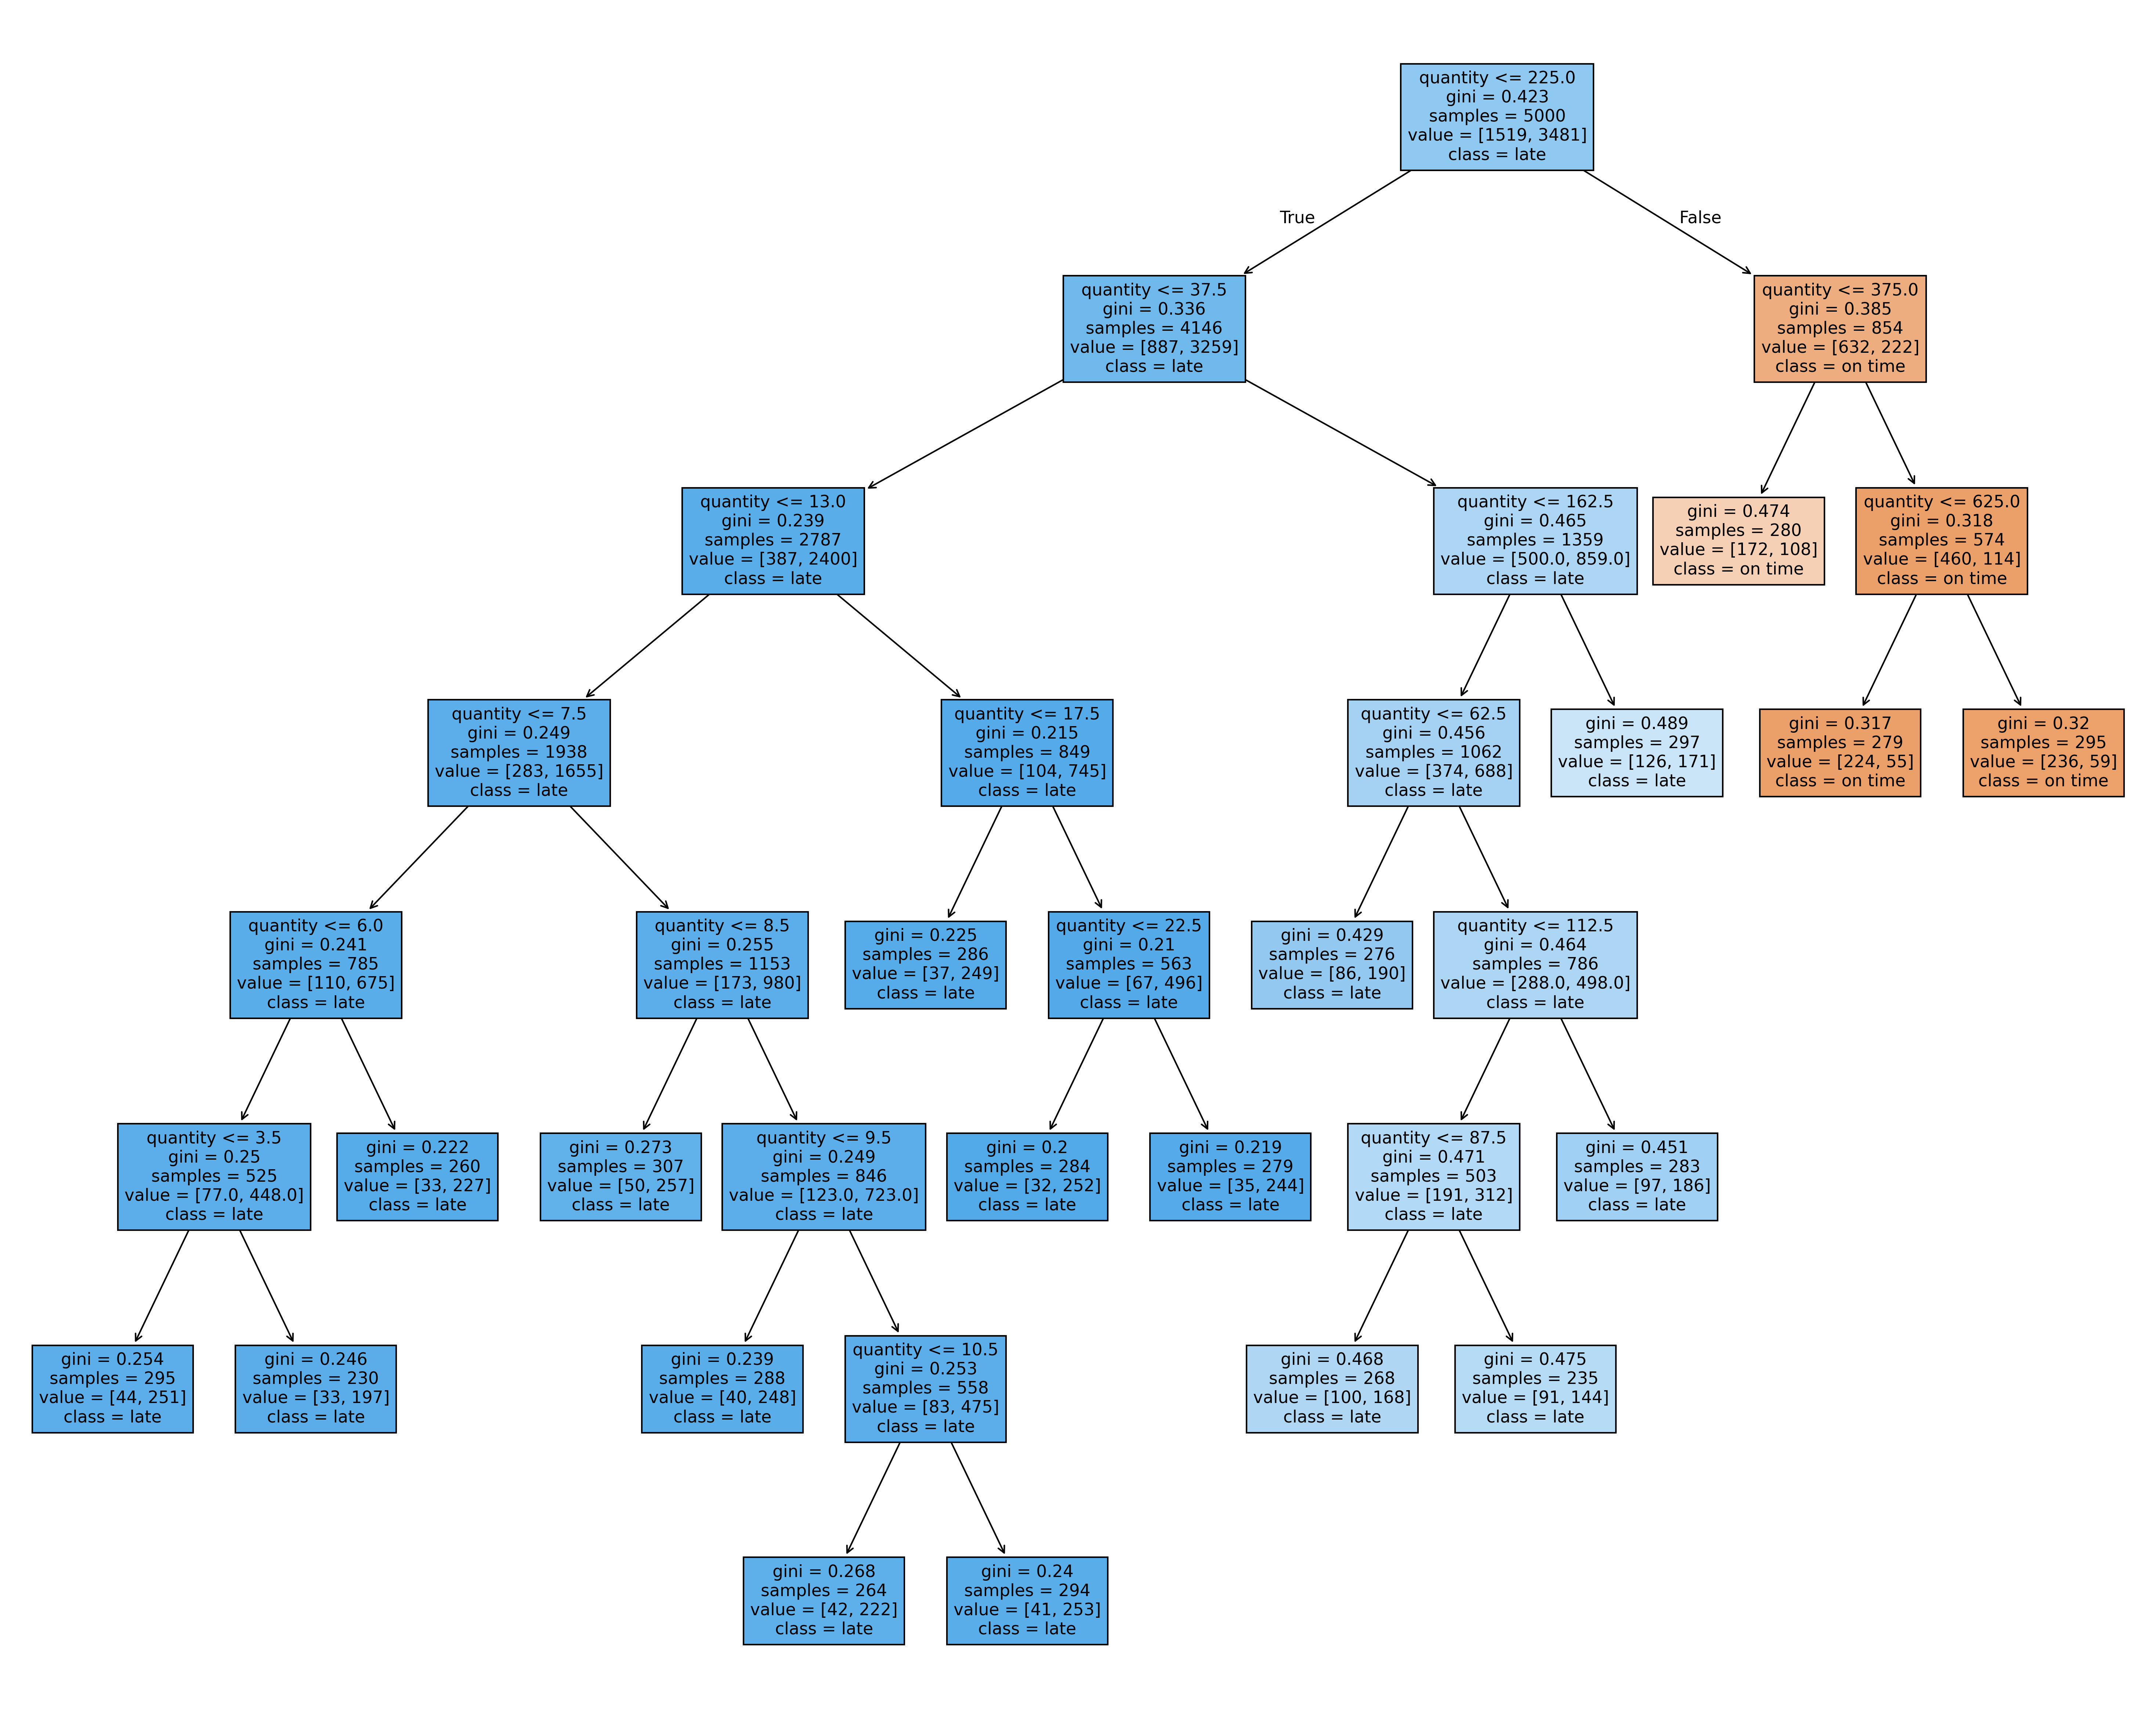 quantity <= 225.0
gini = 0.423
samples = 5000
value = [1519, 3481]
class = late
True
False
quantity <= 37.5
gini = 0.336
samples = 4146
value = [887, 3259]
class = late
quantity <= 375.0
gini = 0.385
samples = 854
value = [632, 222]
class = on time
quantity <= 13.0
gini = 0.239
samples = 2787
value = [387, 2400]
class = late
quantity <= 162.5
gini = 0.465
samples = 1359
value = [500.0, 859.0]
class = late
gini = 0.474
samples = 280
value = [172, 108]
class = on time
quantity <= 625.0
gini = 0.318
samples = 574
value = [460, 114]
class = on time
quantity <= 7.5
gini = 0.249
samples = 1938
value = [283, 1655]
class = late
quantity <= 17.5
gini = 0.215
samples = 849
value = [104, 745]
class = late
quantity <= 62.5
gini = 0.456
samples = 1062
value = [374, 688]
class = late
gini = 0.489
samples = 297
value = [126, 171]
class = late
gini = 0.317
samples = 279
value = [224, 55]
class = on time
gini = 0.32
samples = 295
value = [236, 59]
class = on time
quantity <= 6.0
gini = 0.241
samples = 785
value = [110, 675]
class = late
quantity <= 8.5
gini = 0.255
samples = 1153
value = [173, 980]
class = late
gini = 0.225
samples = 286
value = [37, 249]
class = late
quantity <= 22.5
gini = 0.21
samples = 563
value = [67, 496]
class = late
gini = 0.429
samples = 276
value = [86, 190]
class = late
quantity <= 112.5
gini = 0.464
samples = 786
value = [288.0, 498.0]
class = late
quantity <= 3.5
gini = 0.25
samples = 525
value = [77.0, 448.0]
class = late
gini = 0.222
samples = 260
value = [33, 227]
class = late
gini = 0.273
samples = 307
value = [50, 257]
class = late
quantity <= 9.5
gini = 0.249
samples = 846
value = [123.0, 723.0]
class = late
gini = 0.2
samples = 284
value = [32, 252]
class = late
gini = 0.219
samples = 279
value = [35, 244]
class = late
quantity <= 87.5
gini = 0.471
samples = 503
value = [191, 312]
class = late
gini = 0.451
samples = 283
value = [97, 186]
class = late
gini = 0.254
samples = 295
value = [44, 251]
class = late
gini = 0.246
samples = 230
value = [33, 197]
class = late
gini = 0.239
samples = 288
value = [40, 248]
class = late
quantity <= 10.5
gini = 0.253
samples = 558
value = [83, 475]
class = late
gini = 0.468
samples = 268
value = [100, 168]
class = late
gini = 0.475
samples = 235
value = [91, 144]
class = late
gini = 0.268
samples = 264
value = [42, 222]
class = late
gini = 0.24
samples = 294
value = [41, 253]
class = late